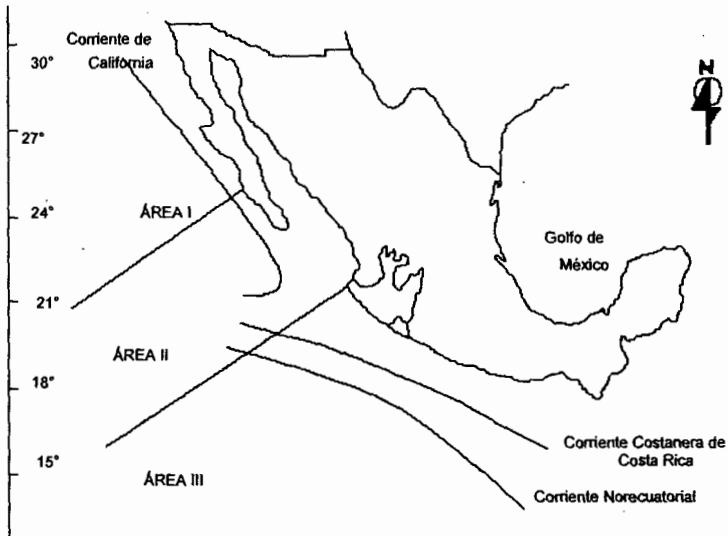 Corriente de
California
30°
27°
24°
21°
18°
15°
ÁREA I
ÁREA II
ÁREA III
N
Golfo de
México
Corriente Costanera de
Costa Rica
Corriente Norecuatorial